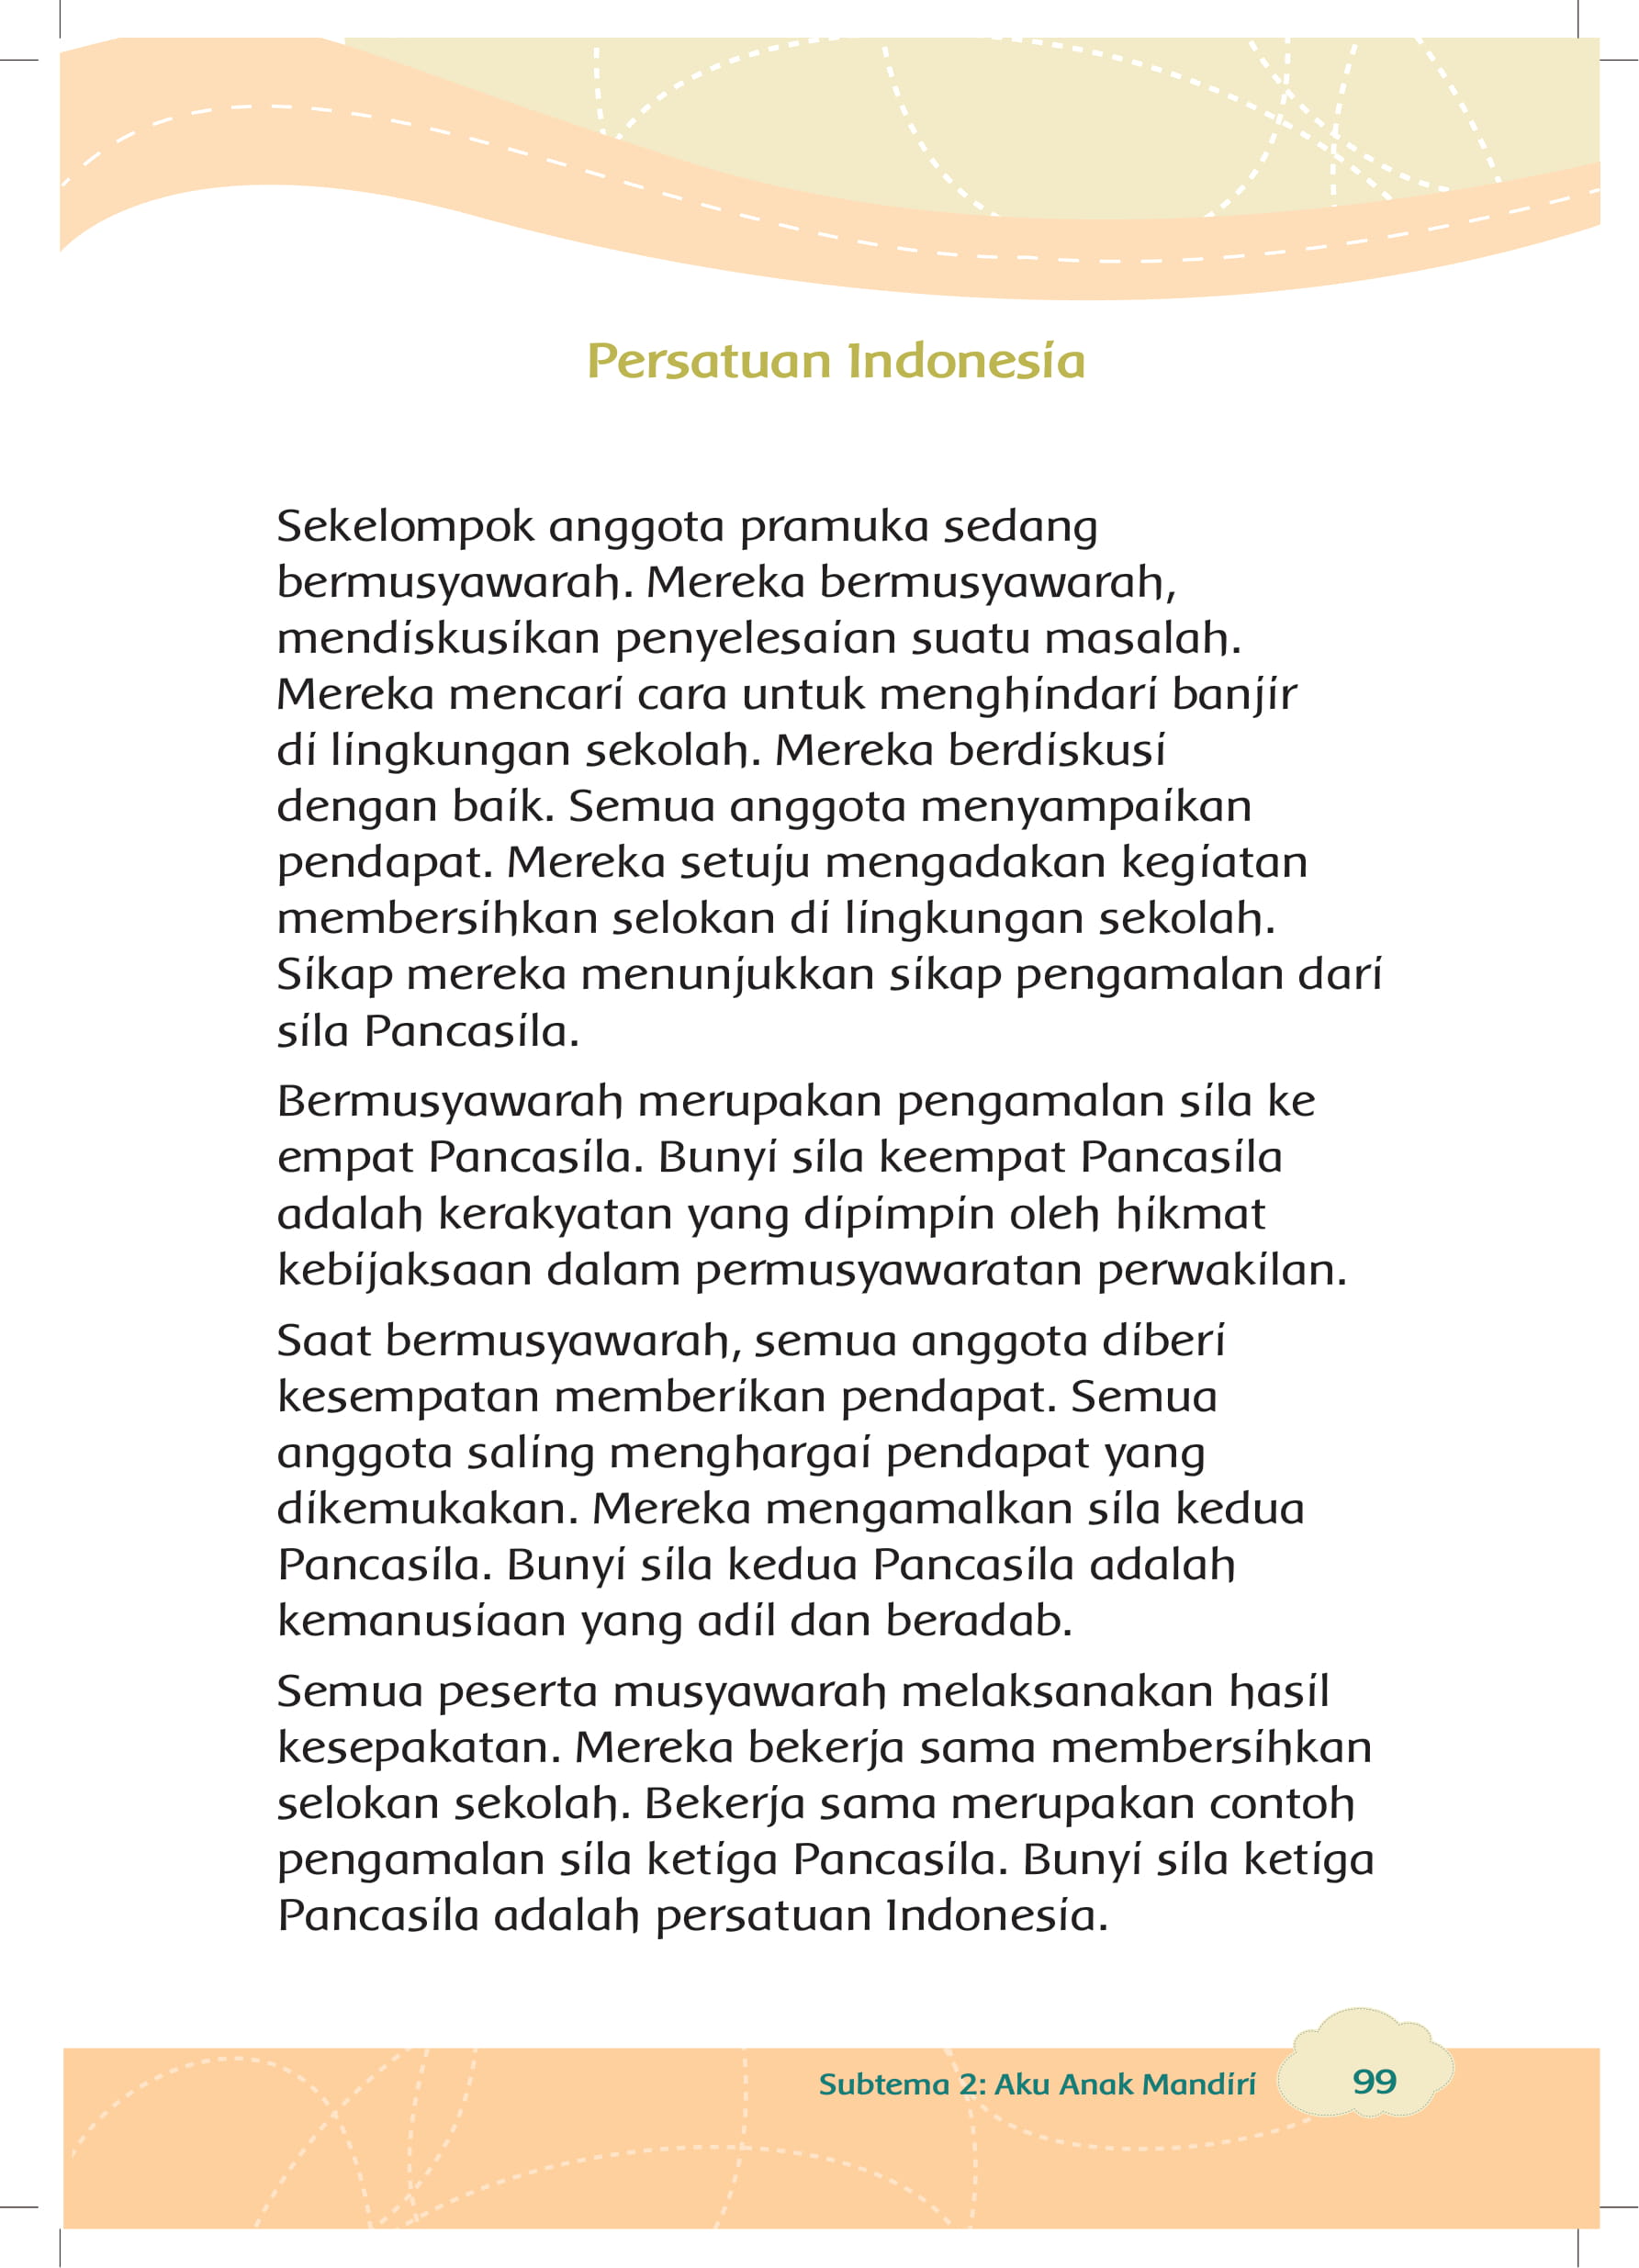 Persatuan Indonesia
Sekelompok anggota pramuka sedang
bermusyawarah. Mereka bermusyawarah,
mendiskusikan penyelesaian suatu masalah.
Mereka mencari cara untuk menghindari banjir
di lingkungan sekolah. Mereka berdiskusi
dengan baik. Semua anggota menyampaikan
pendapat. Mereka setuju mengadakan kegiatan
membersihkan selokan di lingkungan sekolah.
Sikap mereka menunjukkan sikap pengamalan dari
sila Pancasila.
Bermusyawarah merupakan pengamalan sila ke
empat Pancasila. Bunyi sila keempat Pancasila
adalah kerakyatan yang dipimpin oleh hikmat
kebijaksaan dalam permusyawaratan perwakilan.
Saat bermusyawarah, semua anggota diberi
kesempatan memberikan pendapat. Semua
anggota saling menghargai pendapat yang
dikemukakan. Mereka mengamalkan sila kedua
Pancasila. Bunyi sila kedua Pancasila adalah
kemanusiaan yang adil dan beradab.
Semua peserta musyawarah melaksanakan hasil
kesepakatan. Mereka bekerja sama membersihkan
selokan sekolah. Bekerja sama merupakan contoh
pengamalan sila ketiga Pancasila. Bunyi sila ketiga
Pancasila adalah persatuan Indonesia.
Subtema 2: Aku Anak Mandiri 99